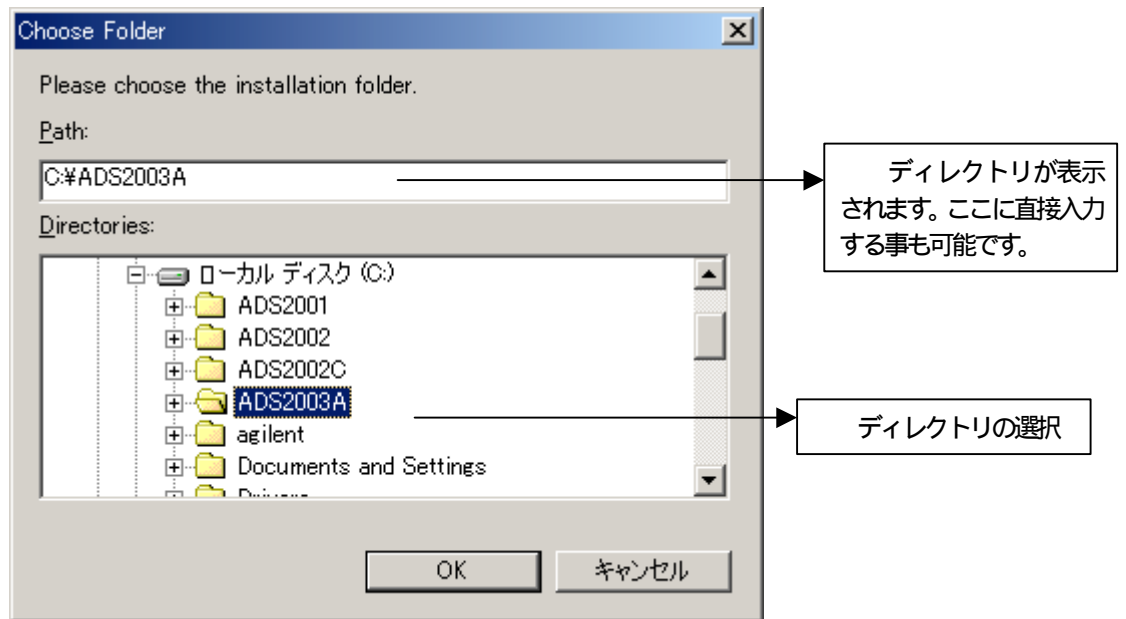 Choose Folder
Please choose the installation folder.
Path:
C:¥ADS2003A
ディレクトリが表示
されます。ここに直接入力
する事も可能です。
Directories:
ローカル ディスク (C:)
ADS2001
ADS2002
ADS2002C
ADS2003A
ディレクトリの選択
agilent
Documents and Settings
OK
キャンセル